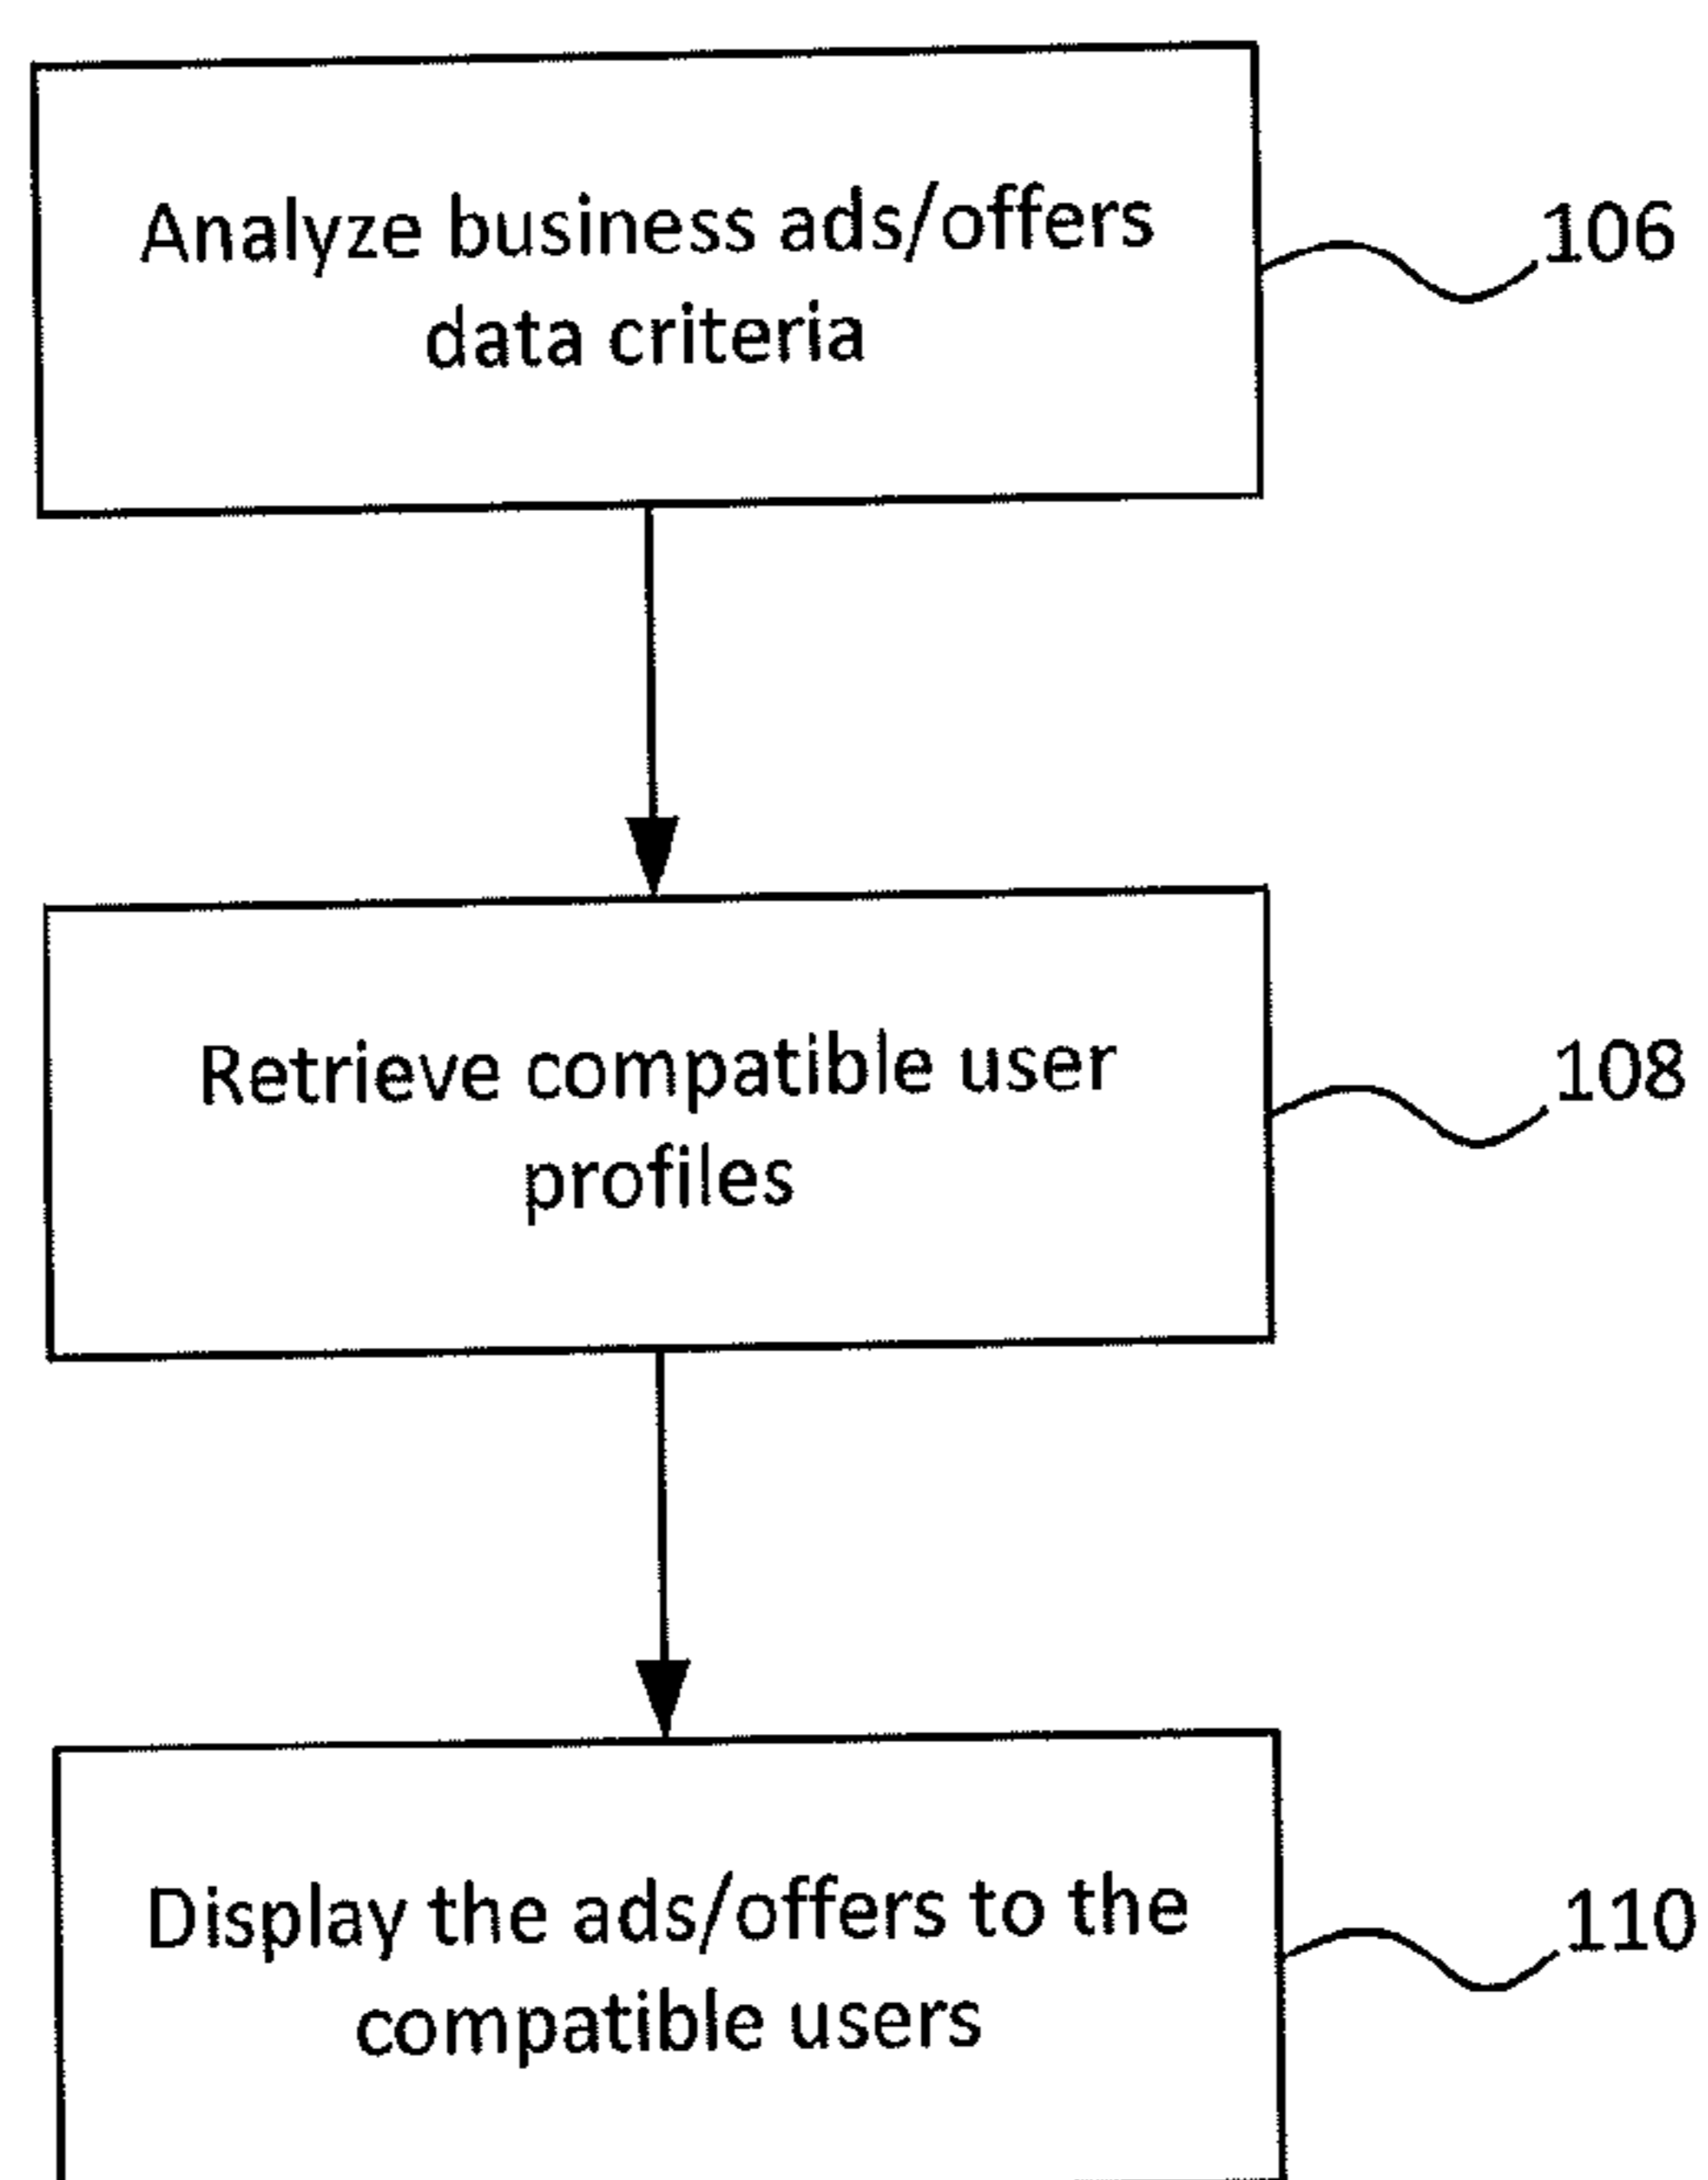 Analyze business ads/offers
data criteria
106
Retrieve compatible user
profiles
108
Display the ads/offers to the
compatible users
110